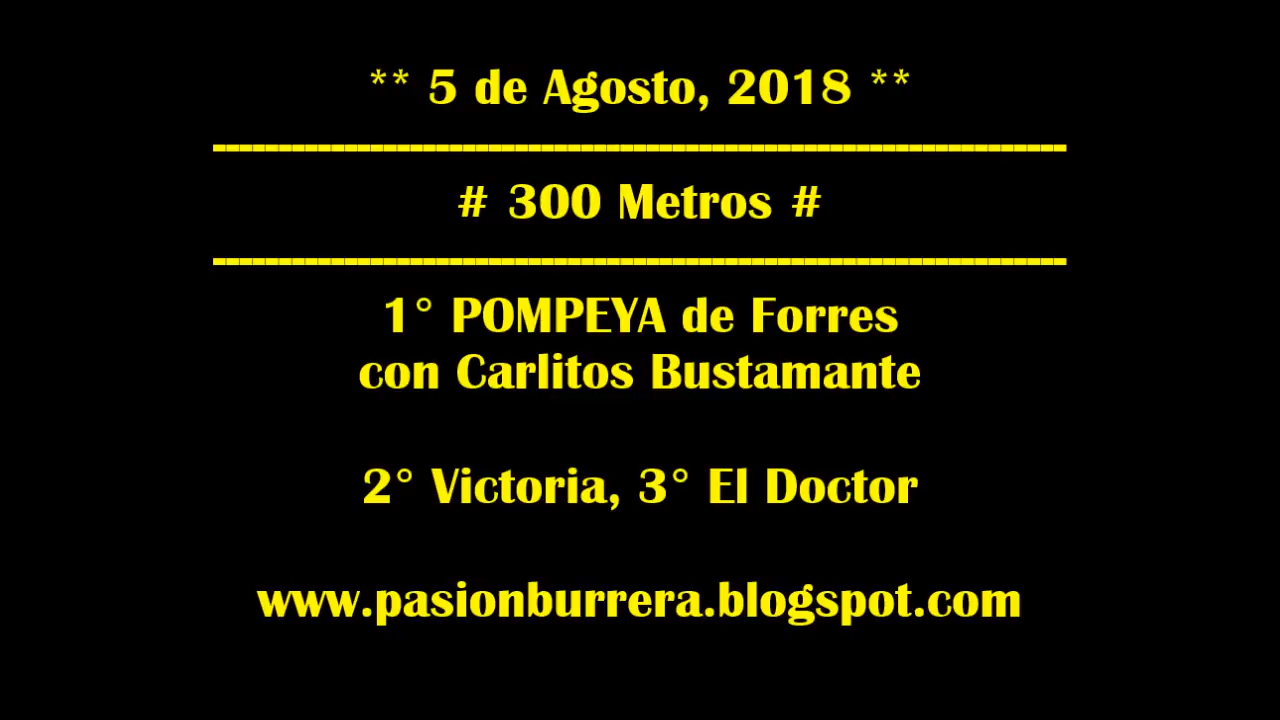 ** 5 de Agosto, 2018 **
-----------------------------------------------------------------
# 300 Metros #
-----------------------------------------------------------------
1° POMPEYA de Forres
con Carlitos Bustamante
2° Victoria, 3° El Doctor
www.pasionburrera.blogspot.com